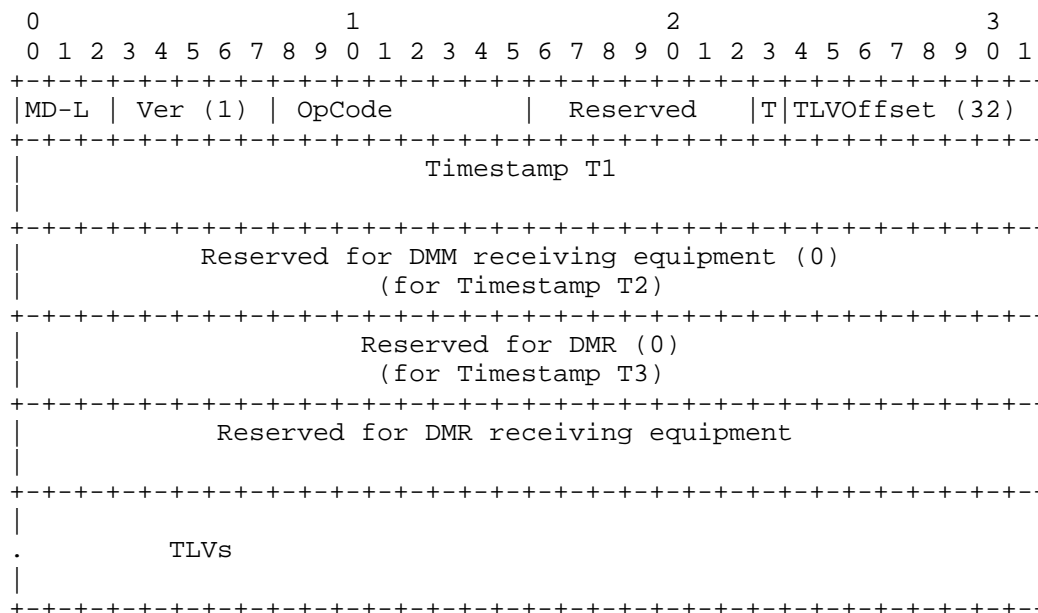 0                   1                   2                   3
 0 1 2 3 4 5 6 7 8 9 0 1 2 3 4 5 6 7 8 9 0 1 2 3 4 5 6 7 8 9 0 1
+-+-+-+-+-+-+-+-+-+-+-+-+-+-+-+-+-+-+-+-+-+-+-+-+-+-+-+-+-+-+-+--
|MD-L | Ver (1) | OpCode        |  Reserved   |T|TLVOffset (32)
+-+-+-+-+-+-+-+-+-+-+-+-+-+-+-+-+-+-+-+-+-+-+-+-+-+-+-+-+-+-+-+--
|                         Timestamp T1
|
+-+-+-+-+-+-+-+-+-+-+-+-+-+-+-+-+-+-+-+-+-+-+-+-+-+-+-+-+-+-+-+--
|           Reserved for DMM receiving equipment (0)
|                      (for Timestamp T2)
+-+-+-+-+-+-+-+-+-+-+-+-+-+-+-+-+-+-+-+-+-+-+-+-+-+-+-+-+-+-+-+--
|                     Reserved for DMR (0)
|                      (for Timestamp T3)
+-+-+-+-+-+-+-+-+-+-+-+-+-+-+-+-+-+-+-+-+-+-+-+-+-+-+-+-+-+-+-+--
|            Reserved for DMR receiving equipment
|
+-+-+-+-+-+-+-+-+-+-+-+-+-+-+-+-+-+-+-+-+-+-+-+-+-+-+-+-+-+-+-+--
|
.         TLVs
|
+-+-+-+-+-+-+-+-+-+-+-+-+-+-+-+-+-+-+-+-+-+-+-+-+-+-+-+-+-+-+-+--